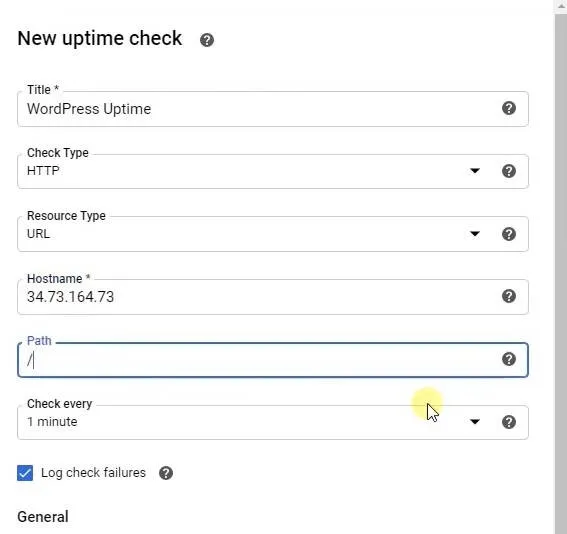 New uptime check
Title *
WordPress Uptime
Check Type
HTTP
Resource Type
URL
Hostname *
34.73.164.73
Path
/
Check every
1 minute
Log check failures
General